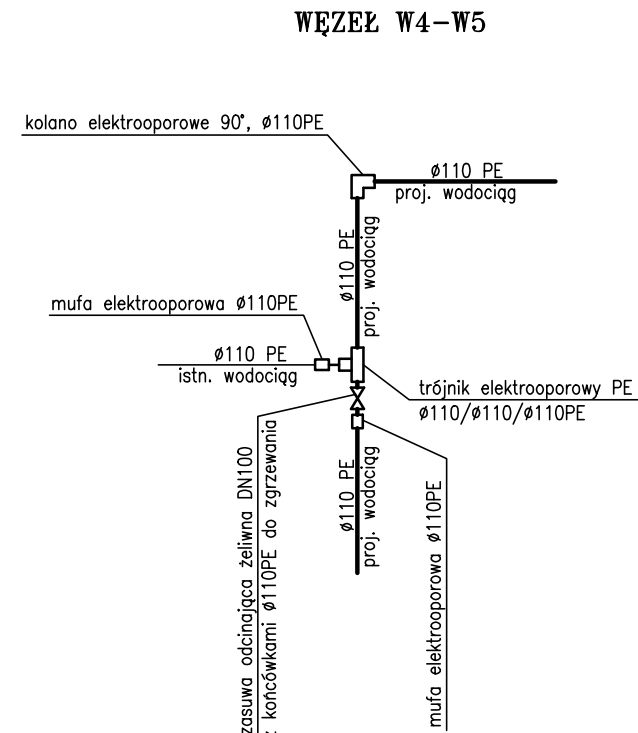 WĘZEŁ W4-W5
kolano elektrooporowe 90°, ø110PE
ø110 PE
proj. wodociąg
ø110 PE
proj. wodociąg
mufa elektrooporowa ø110PE
ø110 PE
istn. wodociąg
trójnik elektrooporowy PE
ø110/ø110/ø110PE
ø110 PE
proj. wodociąg
zasuwa odcinająca żeliwna DN100
z końcówkami ø110PE do zgrzewania
mufa elektrooporowa ø110PE